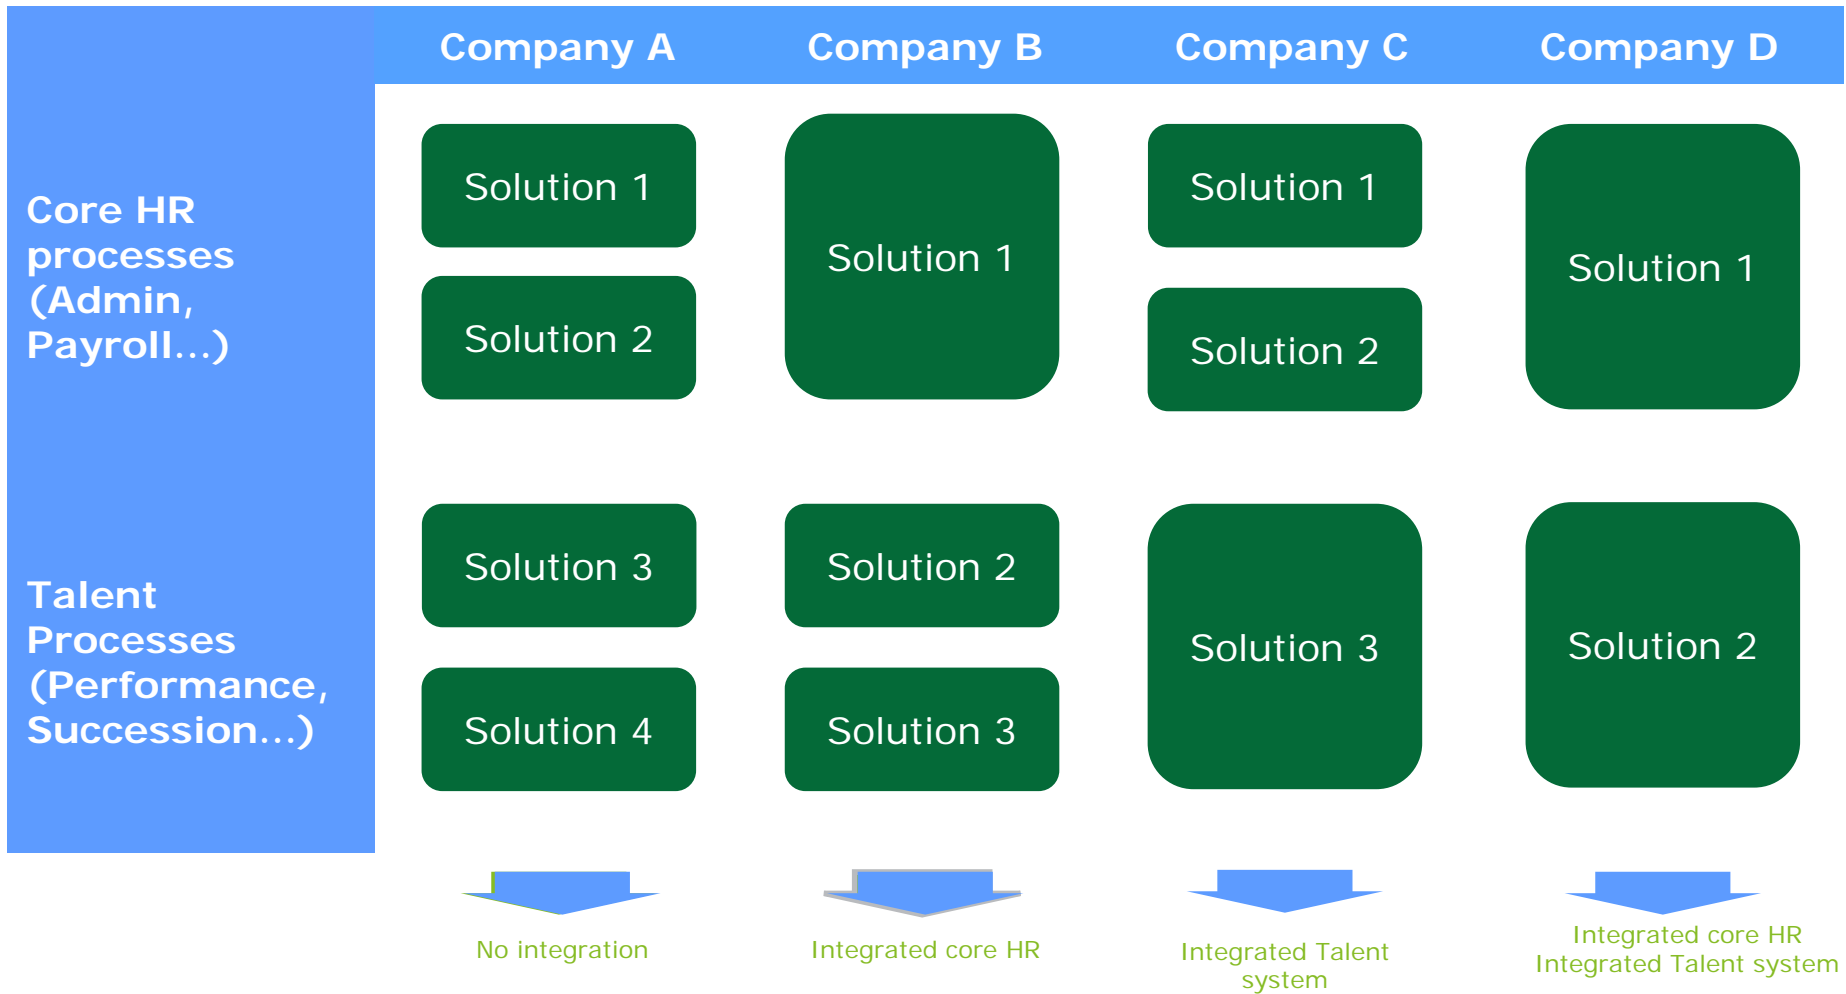 Company A
Company B
Company C
Company D
Core HR
processes
(Admin,
Payroll...)
Solution 1
Solution 2
Solution 1
Solution 1
Solution 2
Solution 1
Talent
Processes
(Performance,
Succession...)
Solution 3
Solution 4
Solution 2
Solution 3
Solution 3
Solution 2
No integration
Integrated core HR
Integrated Talent
system
Integrated core HR
Integrated Talent system